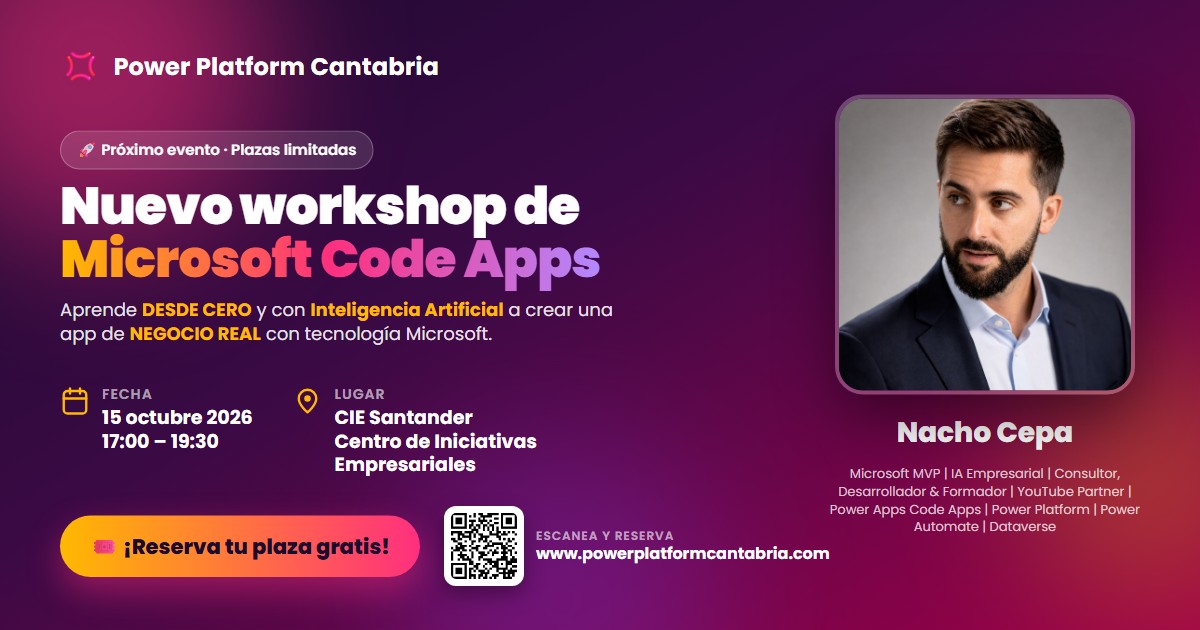 Power Platform Cantabria
🚀 Próximo evento · Plazas limitadas
Nuevo workshop de
Microsoft Code Apps
Aprende DESDE CERO y con Inteligencia Artificial a crear una
app de NEGOCIO REAL con tecnología Microsoft.
FECHA
15 octubre 2026
17:00 – 19:30
LUGAR
CIE Santander
Centro de Iniciativas
Empresariales
¡Reserva tu plaza gratis!
ESCANEA Y RESERVA
www.powerplatformcantabria.com
Nacho Cepa
Microsoft MVP | IA Empresarial | Consultor,
Desarrollador & Formador | YouTube Partner |
Power Apps Code Apps | Power Platform | Power
Automate | Dataverse